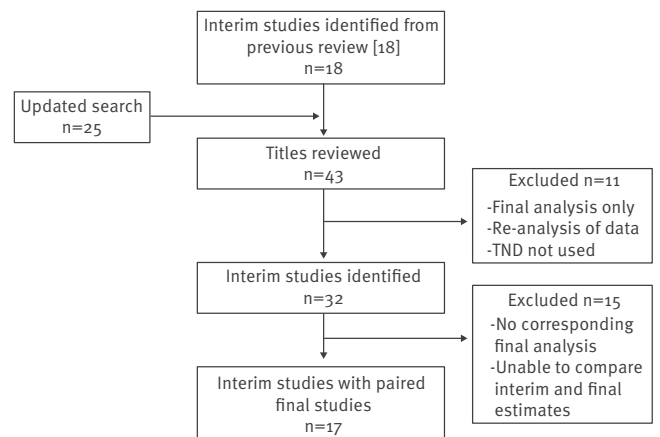 Interim studies identified from
previous review [18]
n=18
Updated search
n=25
Titles reviewed
n=43
Excluded n=11
-Final analysis only
-Re-analysis of data
-TND not used
Interim studies identified
n=32
Excluded n=15
-No corresponding
final analysis
-Unable to compare
interim and final
estimates
Interim studies with paired
final studies
n=17